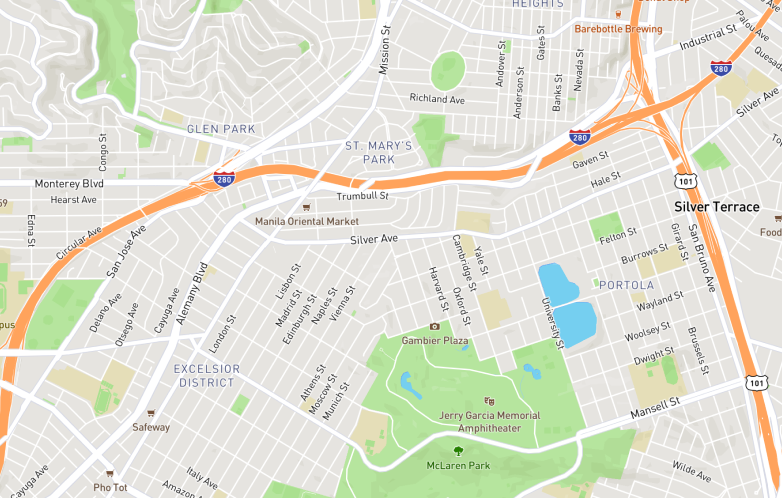 HEIGHTS
Barebottle Brewing
Palou Ave
Industrial St
Quesada
Mission St
Andover St
Gates St
Anderson St
Banks St
Nevada St
280
Silver Ave
Richland Ave
GLEN PARK
280
ST. MARY'S
PARK
Congo St
Gaven St
Monterey Blvd
280
Hale St
101
Hearst Ave
Trumbull St
59
Edna St
Manila Oriental Market
Silver Terrace
Circular Ave
San Jose Ave
Silver Ave
Felton St
Girard St
San Bruno Ave
Food
Cambridge St
Yale St
Burrows St
Alemany Blvd
Lisbon St
Madrid St
Edinburgh St
Naples St
Vienna St
Harvard St
Oxford St
PORTOLA
Delano Ave
Otsego Ave
Cayuga Ave
University St
Wayland St
pus
London St
Gambier Plaza
Woolsey St
Brussels St
Dwight St
EXCELSIOR
DISTRICT
Athens St
Moscow St
Munich St
101
Mansell St
Jerry Garcia Memorial
Amphitheater
Safeway
McLaren Park
Cayuga Ave
Pho Tot
Italy Ave
Amazon
Wilde Ave